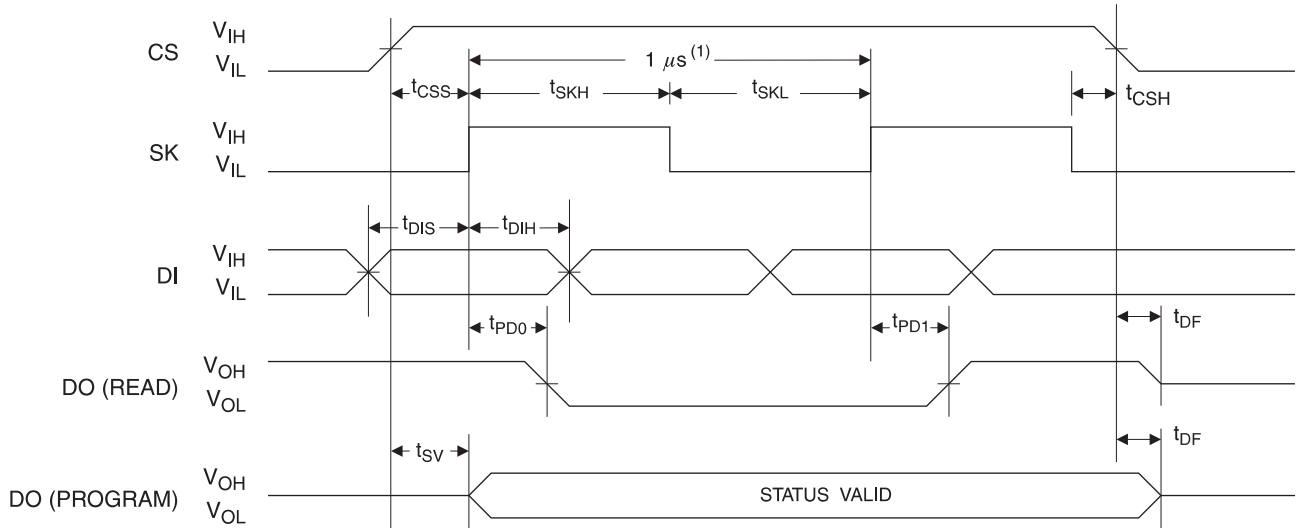 CS V_IH
V_IL
1 μs (1)
t_CSS t_SKH t_SKL t_CSH
SK V_IH
V_IL
t_DIS t_DIH
DI V_IH
V_IL
t_PD0 t_PD1 t_DF
DO (READ) V_OH
V_OL
t_SV t_DF
DO (PROGRAM) V_OH
V_OL
STATUS VALID